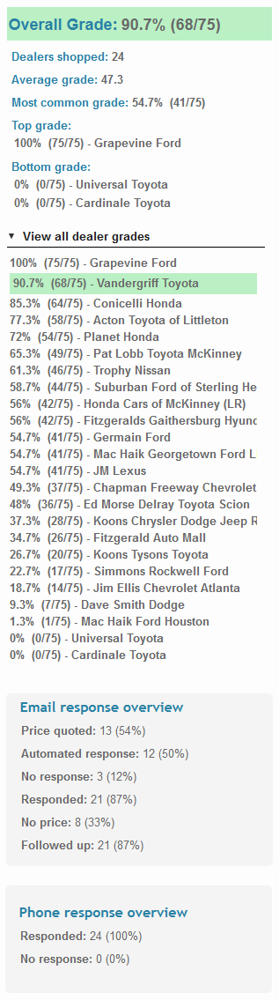 Overall Grade: 90.7% (68/75)
Dealers shopped: 24
Average grade: 47.3
Most common grade: 54.7% (41/75)
Top grade:
100% (75/75) - Grapevine Ford
Bottom grade:
0% (0/75) - Universal Toyota
0% (0/75) - Cardinale Toyota
▼ View all dealer grades
100% (75/75) - Grapevine Ford
90.7% (68/75) - Vandergriff Toyota
85.3% (64/75) - Conicelli Honda
77.3% (58/75) - Acton Toyota of Littleton
72% (54/75) - Planet Honda
65.3% (49/75) - Pat Lobb Toyota McKinney
61.3% (46/75) - Trophy Nissan
58.7% (44/75) - Suburban Ford of Sterling He
56% (42/75) - Honda Cars of McKinney (LR)
56% (42/75) - Fitzgeralds Gaithersburg Hyund
54.7% (41/75) - Germain Ford
54.7% (41/75) - Mac Haik Georgetown Ford L
54.7% (41/75) - JM Lexus
49.3% (37/75) - Chapman Freeway Chevrolet
48% (36/75) - Ed Morse Delray Toyota Scion
37.3% (28/75) - Koons Chrysler Dodge Jeep R
34.7% (26/75) - Fitzgerald Auto Mall
26.7% (20/75) - Koons Tysons Toyota
22.7% (17/75) - Simmons Rockwell Ford
18.7% (14/75) - Jim Ellis Chevrolet Atlanta
9.3% (7/75) - Dave Smith Dodge
1.3% (1/75) - Mac Haik Ford Houston
0% (0/75) - Universal Toyota
0% (0/75) - Cardinale Toyota
Email response overview
Price quoted: 13 (54%)
Automated response: 12 (50%)
No response: 3 (12%)
Responded: 21 (87%)
No price: 8 (33%)
Followed up: 21 (87%)
Phone response overview
Responded: 24 (100%)
No response: 0 (0%)